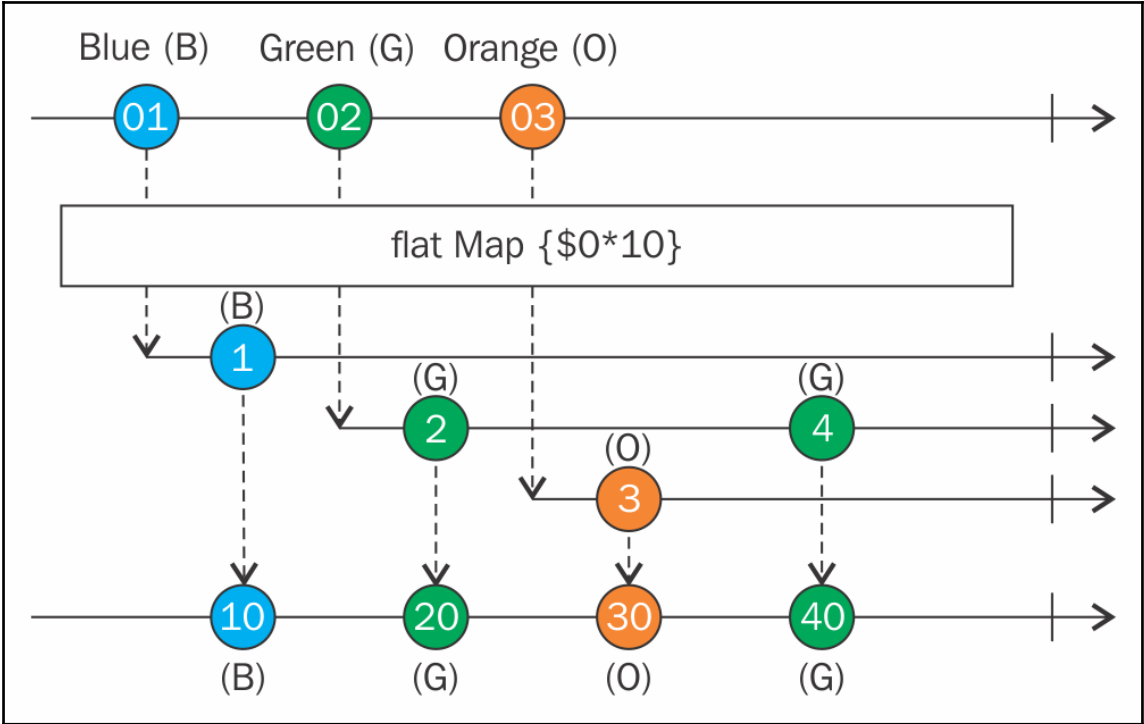 Blue (B) Green (G) Orange (O)
01 02 03
flat Map {$0*10}
(B)
1
(G) (G)
2 4
(O)
3
10 20 30 40
(B) (G) (O) (G)